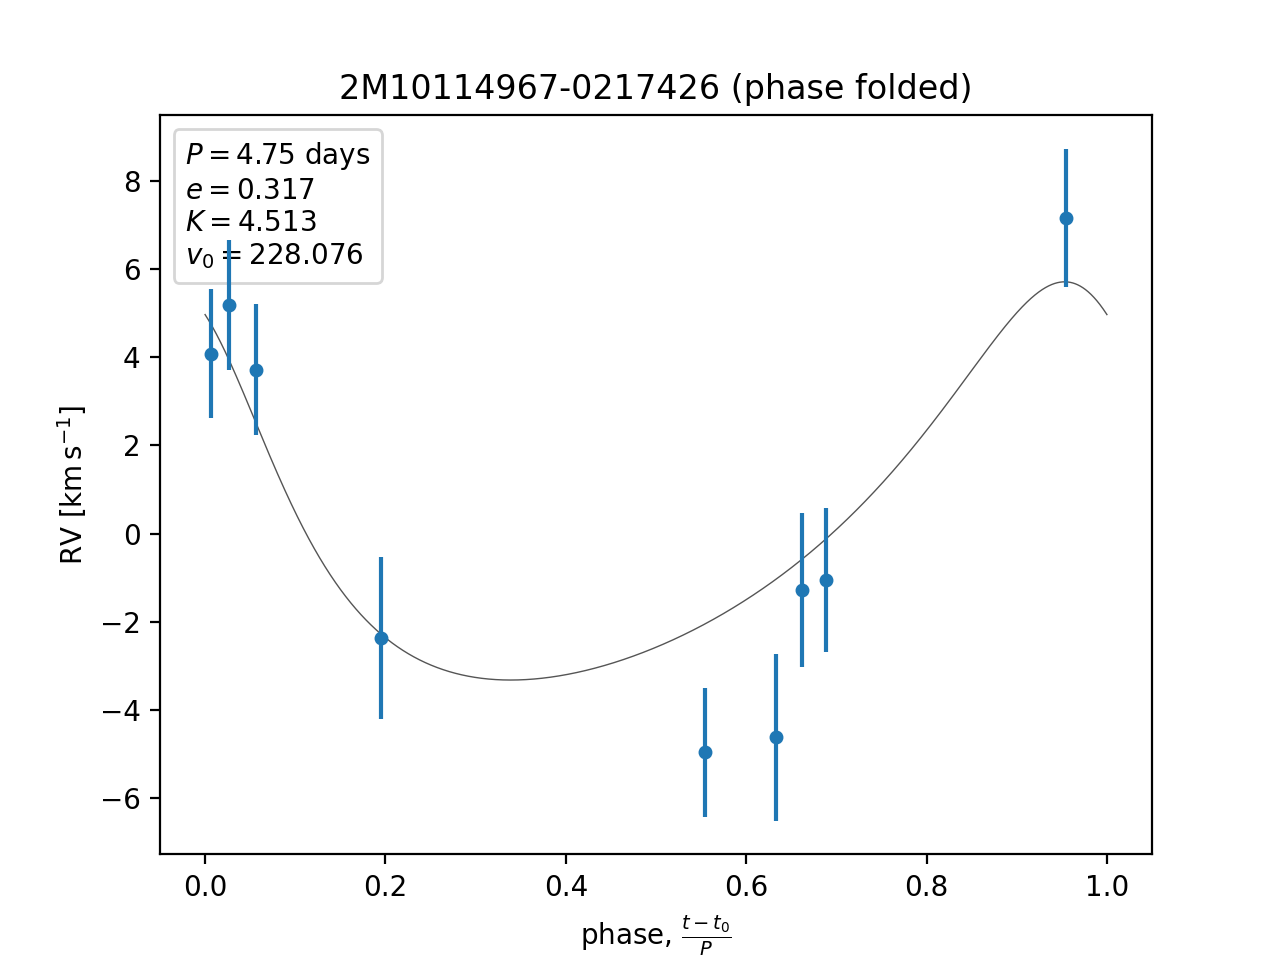 2M10114967-0217426 (phase folded)
P = 4.75 days
e = 0.317
K = 4.513
v₀ = 228.076
8
6
4
2
0
−2
−4
−6
RV [km s⁻¹]
0.0 0.2 0.4 0.6 0.8 1.0
phase, (t − t₀)/P